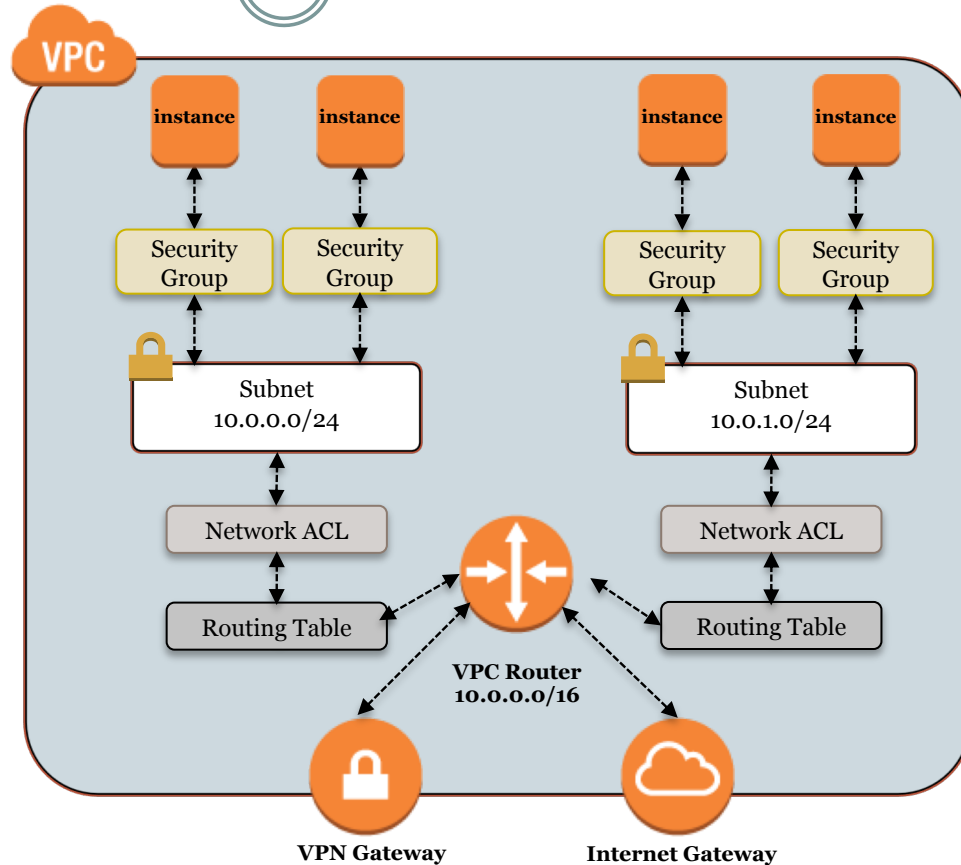 VPC
instance
instance
instance
instance
Security
Group
Security
Group
Security
Group
Security
Group
Subnet
10.0.0.0/24
Subnet
10.0.1.0/24
Network ACL
Network ACL
Routing Table
Routing Table
VPC Router
10.0.0.0/16
VPN Gateway
Internet Gateway